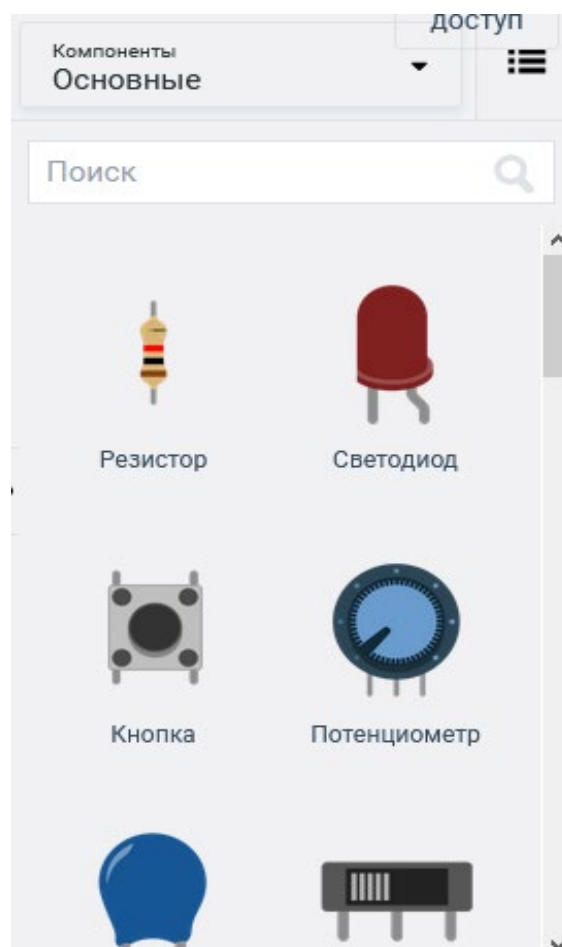 доступ
Компоненты
Основные
Поиск
Резистор
Светодиод
Кнопка
Потенциометр